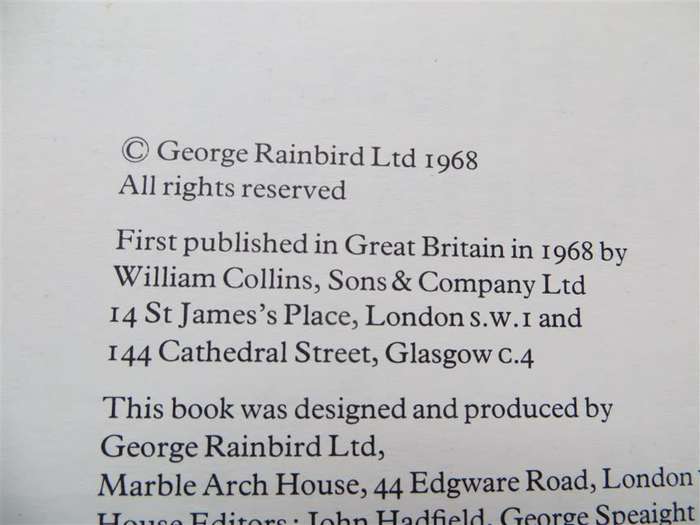 © George Rainbird Ltd 1968
All rights reserved
First published in Great Britain in 1968 by
William Collins, Sons & Company Ltd
14 St James's Place, London s.w.1 and
144 Cathedral Street, Glasgow c.4
This book was designed and produced by
George Rainbird Ltd,
Marble Arch House, 44 Edgware Road, London
House Editors: John Hadfield, George Speaight